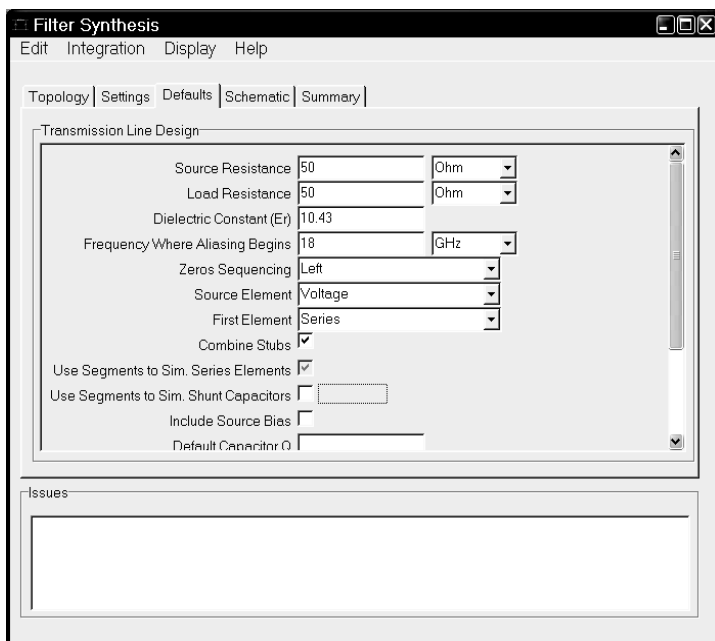 Filter Synthesis
Edit Integration Display Help
Topology Settings Defaults Schematic Summary
Transmission Line Design
Source Resistance 50 Ohm
Load Resistance 50 Ohm
Dielectric Constant (Er) 10.43
Frequency Where Aliasing Begins 18 GHz
Zeros Sequencing Left
Source Element Voltage
First Element Series
Combine Stubs
Use Segments to Sim. Series Elements
Use Segments to Sim. Shunt Capacitors
Include Source Bias
Default Capacitor Q
Issues